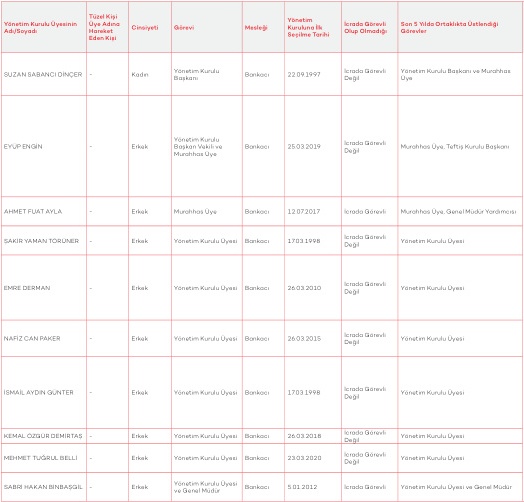 Yönetim Kurulu Üyesinin Adı/Soyadı
Tüzel Kişi Üye Adına Hareket Eden Kişi
Cinsiyeti
Görevi
Mesleği
Yönetim Kuruluna İlk Seçilme Tarihi
İcrada Görevli Olup Olmadığı
Son 5 Yılda Ortaklıkta Üstlendiği Görevler
SUZAN SABANCI DİNÇER - Kadın Yönetim Kurulu Başkanı Bankacı 22.09.1997 İcrada Görevli Değil Yönetim Kurulu Başkanı ve Murahhas Üye
EYÜP ENGİN - Erkek Yönetim Kurulu Başkan Vekili ve Murahhas Üye Bankacı 25.03.2019 İcrada Görevli Değil Murahhas Üye, Teftiş Kurulu Başkanı
AHMET FUAT AYLA - Erkek Murahhas Üye Bankacı 12.07.2017 İcrada Görevli Murahhas Üye, Genel Müdür Yardımcısı
ŞAKİR YAMAN TÖRÜNER - Erkek Yönetim Kurulu Üyesi Bankacı 17.03.1998 İcrada Görevli Değil Yönetim Kurulu Üyesi
EMRE DERMAN - Erkek Yönetim Kurulu Üyesi Bankacı 26.03.2010 İcrada Görevli Değil Yönetim Kurulu Üyesi
NAFİZ CAN PAKER - Erkek Yönetim Kurulu Üyesi Bankacı 26.03.2015 İcrada Görevli Değil Yönetim Kurulu Üyesi
İSMAİL AYDIN GÜNTER - Erkek Yönetim Kurulu Üyesi Bankacı 17.03.1998 İcrada Görevli Değil Yönetim Kurulu Üyesi
KEMAL ÖZGÜR DEMİRTAŞ - Erkek Yönetim Kurulu Üyesi Bankacı 26.03.2018 İcrada Görevli Değil Yönetim Kurulu Üyesi
MEHMET TUĞRUL BELLİ - Erkek Yönetim Kurulu Üyesi Bankacı 23.03.2020 İcrada Görevli Değil Yönetim Kurulu Üyesi
SABRİ HAKAN BİNBAŞGİL - Erkek Yönetim Kurulu Üyesi ve Genel Müdür Bankacı 5.01.2012 İcrada Görevli Yönetim Kurulu Üyesi ve Genel Müdür